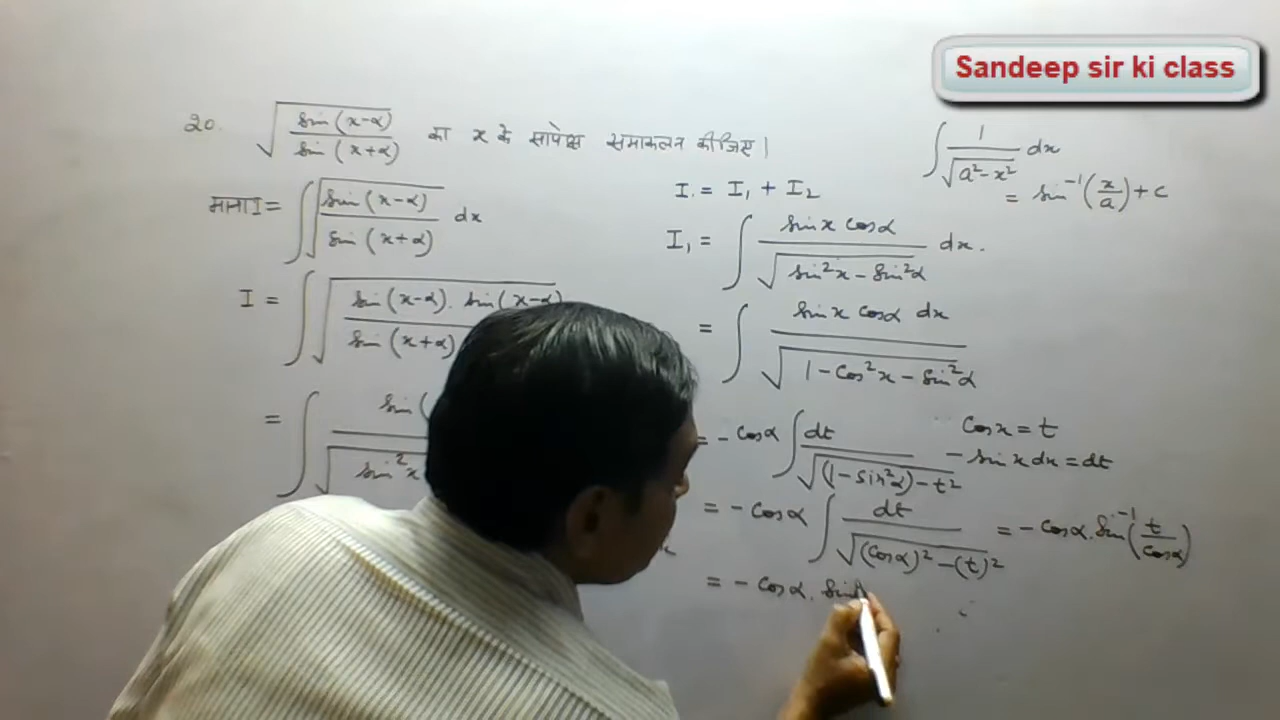 Sandeep sir ki class
20. √(sin (x-α) / sin (x+α)) का x के सापेक्ष समाकलन कीजिए।
माना I = ∫ √(sin (x-α) / sin (x+α)) dx
I = ∫ √(sin (x-α) . sin (x-α) / sin (x+α)
= ∫ sin ( / √(sin²x
I = I₁ + I₂
I₁ = ∫ sin x cosα / √(sin²x - sin²α) dx.
= ∫ sin x cosα dx / √(1 - cos²x - sin²α)
= - cosα ∫ dt / √((1 - sin²α) - t²)
cos x = t
- sin x dx = dt
= - cosα ∫ dt / √((cosα)² - (t)²) = - cosα . sin⁻¹(t / cosα)
= - cosα . sin
∫ 1 / √(a² - x²) dx
= sin⁻¹(x/a) + c